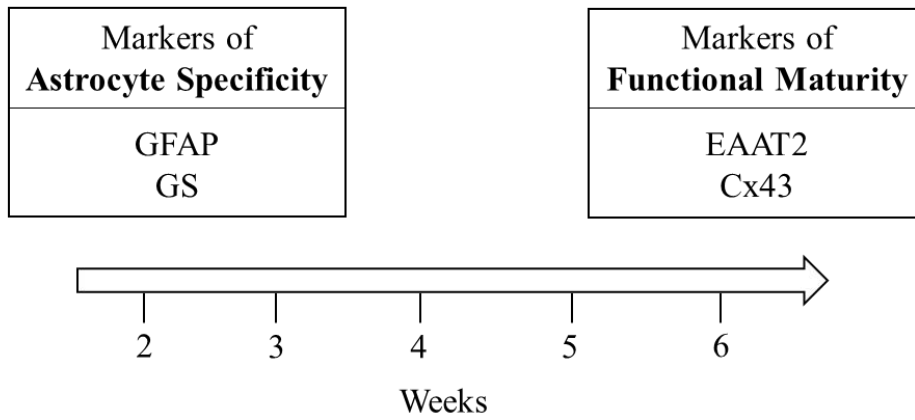 Markers of
Astrocyte Specificity
GFAP
GS
Markers of
Functional Maturity
EAAT2
Cx43
2 3 4 5 6
Weeks